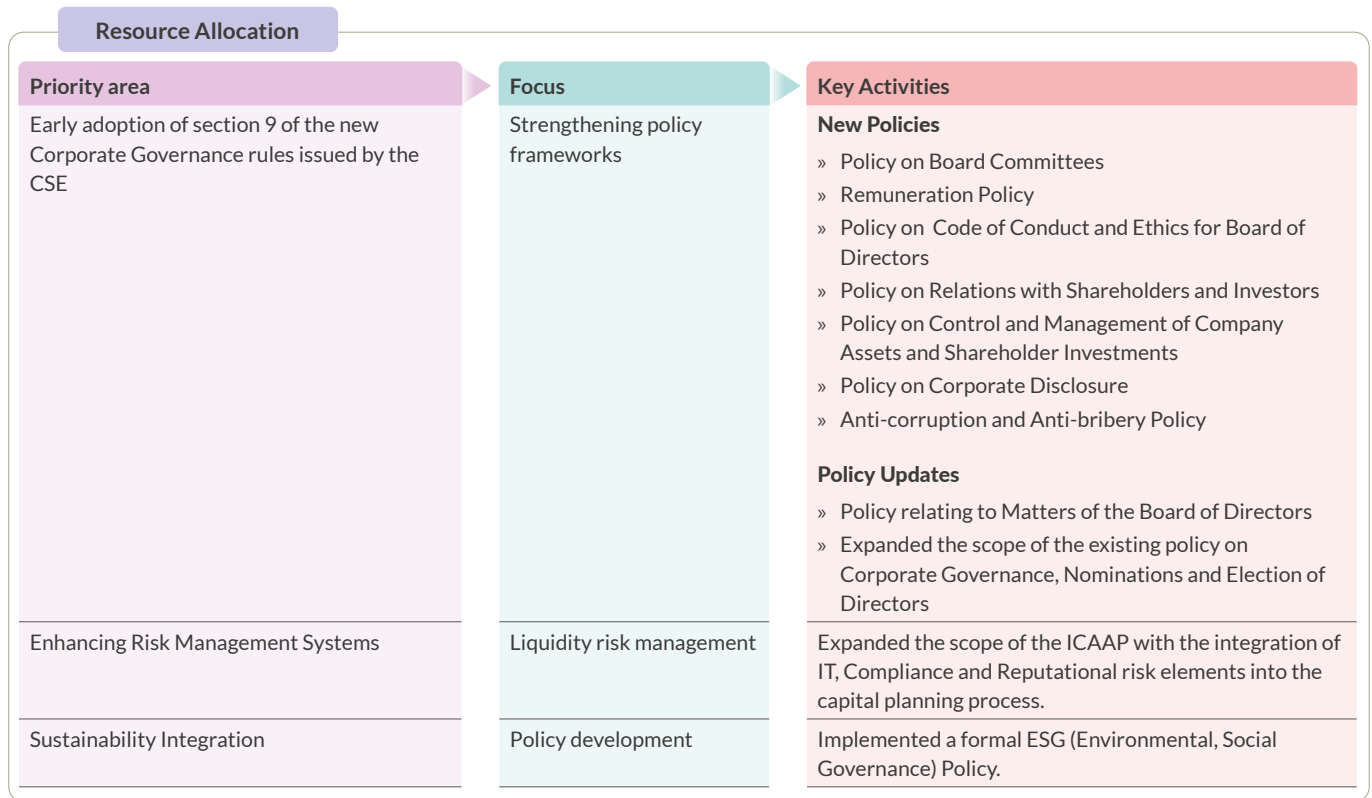 Resource Allocation
Priority area
Focus
Key Activities
Early adoption of section 9 of the new
Corporate Governance rules issued by the
CSE
Strengthening policy
frameworks
New Policies
» Policy on Board Committees
» Remuneration Policy
» Policy on Code of Conduct and Ethics for Board of
Directors
» Policy on Relations with Shareholders and Investors
» Policy on Control and Management of Company
Assets and Shareholder Investments
» Policy on Corporate Disclosure
» Anti-corruption and Anti-bribery Policy
Policy Updates
» Policy relating to Matters of the Board of Directors
» Expanded the scope of the existing policy on
Corporate Governance, Nominations and Election of
Directors
Enhancing Risk Management Systems
Liquidity risk management
Expanded the scope of the ICAAP with the integration of
IT, Compliance and Reputational risk elements into the
capital planning process.
Sustainability Integration
Policy development
Implemented a formal ESG (Environmental, Social
Governance) Policy.